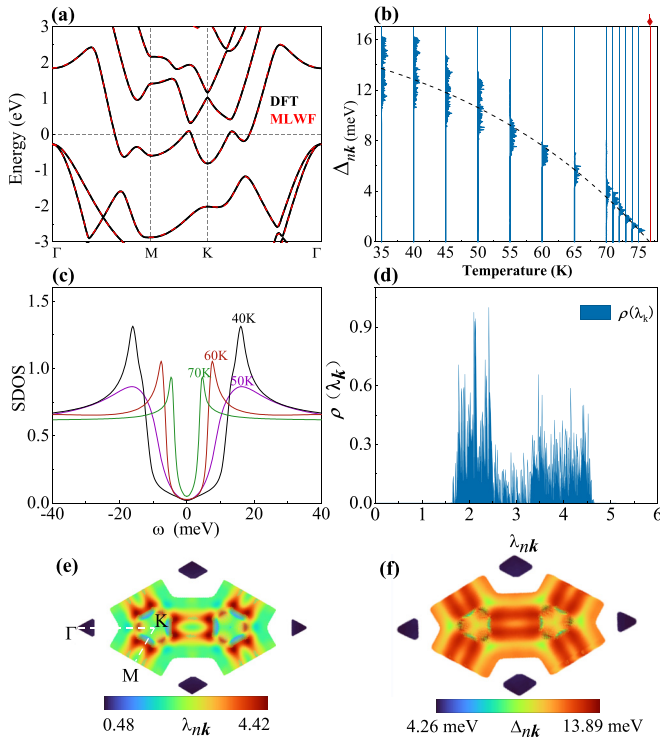 (a)
3
2
1
0
-1
-2
-3
Energy (eV)
DFT
MLWF
Γ
M
K
Γ
(b)
16
12
8
4
0
Δnk (meV)
35 40 45 50 55 60 65 70 75
Temperature (K)
(c)
1.5
1.0
0.5
0.0
SDOS
40K
60K
50K
70K
-40 -20 0 20 40
ω (meV)
(d)
1.2
0.9
0.6
0.3
0
ρ (λk)
ρ(λk)
0 1 2 3 4 5 6
λnk
(e)
Γ
K
M
0.48 λnk 4.42
(f)
4.26 meV Δnk 13.89 meV